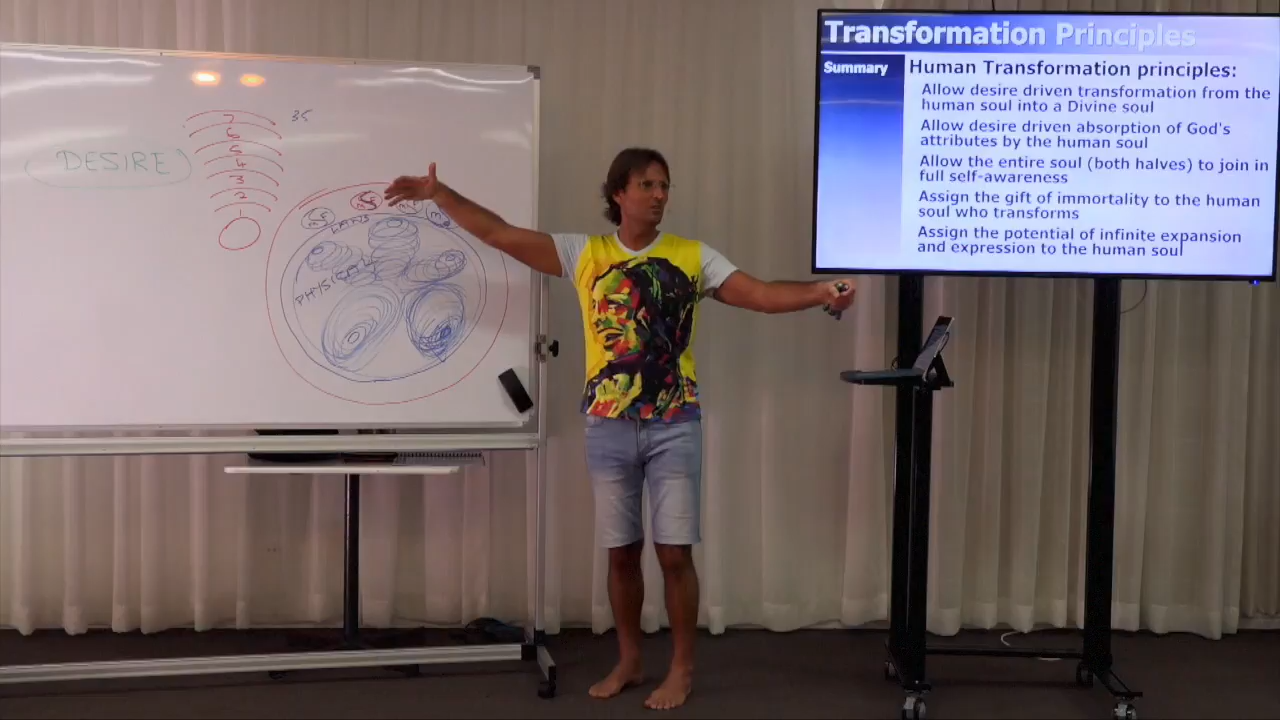 DESIRE
7
6
5
4
3
2
1
35
LAWS
PHYSICAL
Transformation Principles
Summary
Human Transformation principles:
Allow desire driven transformation from the
human soul into a Divine soul
Allow desire driven absorption of God's
attributes by the human soul
Allow the entire soul (both halves) to join in
full self-awareness
Assign the gift of immortality to the human
soul who transforms
Assign the potential of infinite expansion
and expression to the human soul